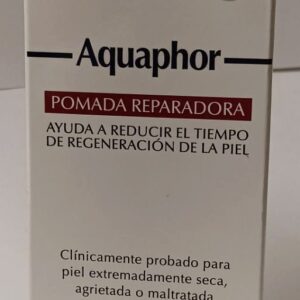 Aquaphor
POMADA REPARADORA
AYUDA A REDUCIR EL TIEMPO
DE REGENERACIÓN DE LA PIEL
Clínicamente probado para
piel extremadamente seca,
agrietada o maltratada